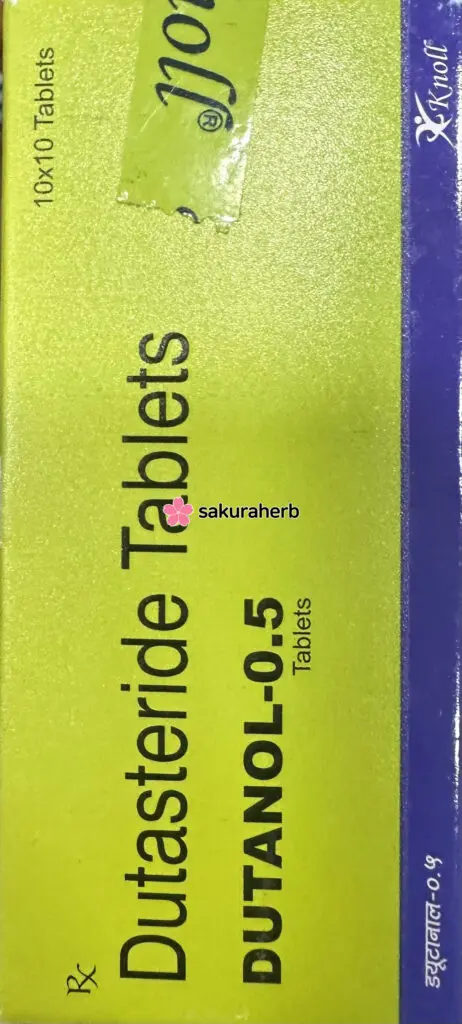 Rx
10x10 Tablets
Dutasteride Tablets
sakuraherb
DUTANOL-0.5
Tablets
ड्यूटानाल-०.५
Knoll